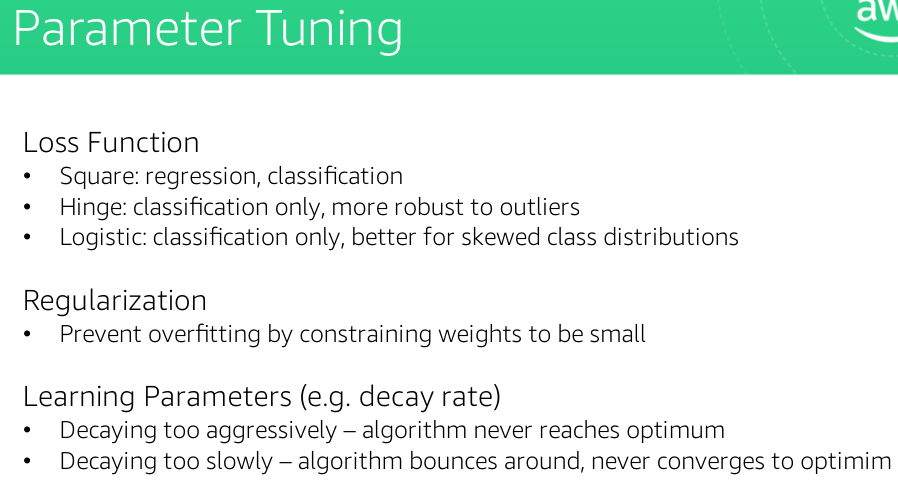 Parameter Tuning
aw
Loss Function
• Square: regression, classification
• Hinge: classification only, more robust to outliers
• Logistic: classification only, better for skewed class distributions
Regularization
• Prevent overfitting by constraining weights to be small
Learning Parameters (e.g. decay rate)
• Decaying too aggressively – algorithm never reaches optimum
• Decaying too slowly – algorithm bounces around, never converges to optimim